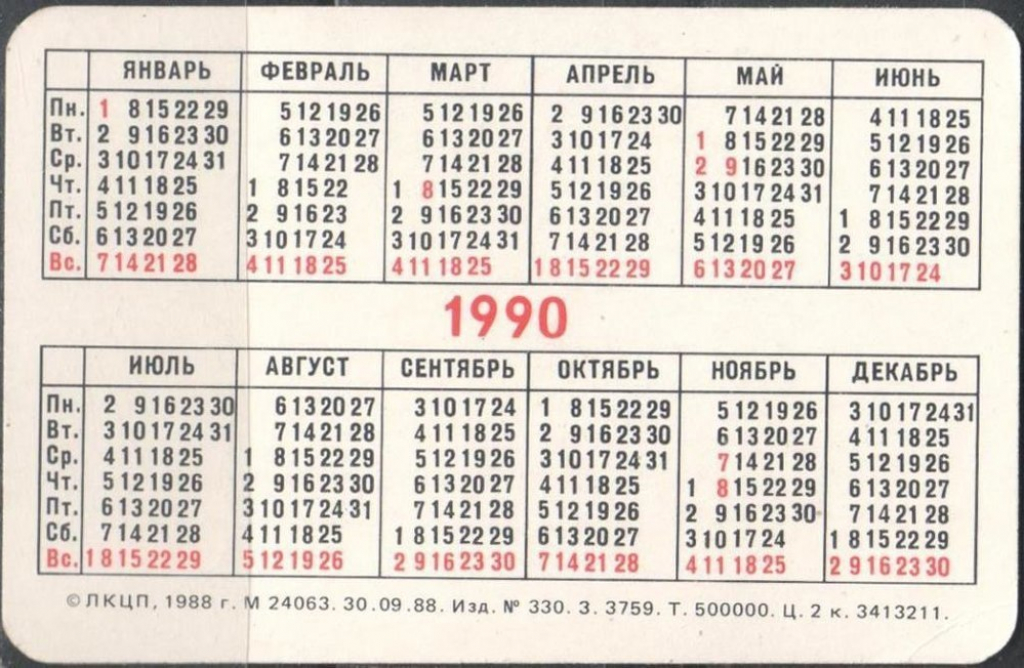 ЯНВАРЬ ФЕВРАЛЬ МАРТ АПРЕЛЬ МАЙ ИЮНЬ
Пн. 1 8 15 22 29 5 12 19 26 5 12 19 26 2 9 16 23 30 7 14 21 28 4 11 18 25
Вт. 2 9 16 23 30 6 13 20 27 6 13 20 27 3 10 17 24 1 8 15 22 29 5 12 19 26
Ср. 3 10 17 24 31 7 14 21 28 7 14 21 28 4 11 18 25 2 9 16 23 30 6 13 20 27
Чт. 4 11 18 25 1 8 15 22 1 8 15 22 29 5 12 19 26 3 10 17 24 31 7 14 21 28
Пт. 5 12 19 26 2 9 16 23 2 9 16 23 30 6 13 20 27 4 11 18 25 1 8 15 22 29
Сб. 6 13 20 27 3 10 17 24 3 10 17 24 31 7 14 21 28 5 12 19 26 2 9 16 23 30
Вс. 7 14 21 28 4 11 18 25 4 11 18 25 1 8 15 22 29 6 13 20 27 3 10 17 24
1990
ИЮЛЬ АВГУСТ СЕНТЯБРЬ ОКТЯБРЬ НОЯБРЬ ДЕКАБРЬ
Пн. 2 9 16 23 30 6 13 20 27 3 10 17 24 1 8 15 22 29 5 12 19 26 3 10 17 24 31
Вт. 3 10 17 24 31 7 14 21 28 4 11 18 25 2 9 16 23 30 6 13 20 27 4 11 18 25
Ср. 4 11 18 25 1 8 15 22 29 5 12 19 26 3 10 17 24 31 7 14 21 28 5 12 19 26
Чт. 5 12 19 26 2 9 16 23 30 6 13 20 27 4 11 18 25 1 8 15 22 29 6 13 20 27
Пт. 6 13 20 27 3 10 17 24 31 7 14 21 28 5 12 19 26 2 9 16 23 30 7 14 21 28
Сб. 7 14 21 28 4 11 18 25 1 8 15 22 29 6 13 20 27 3 10 17 24 1 8 15 22 29
Вс. 1 8 15 22 29 5 12 19 26 2 9 16 23 30 7 14 21 28 4 11 18 25 2 9 16 23 30
© ЛКЦП, 1988 г. М 24063. 30.09.88. Изд. № 330. З. 3759. Т. 500000. Ц. 2 к. 3413211.